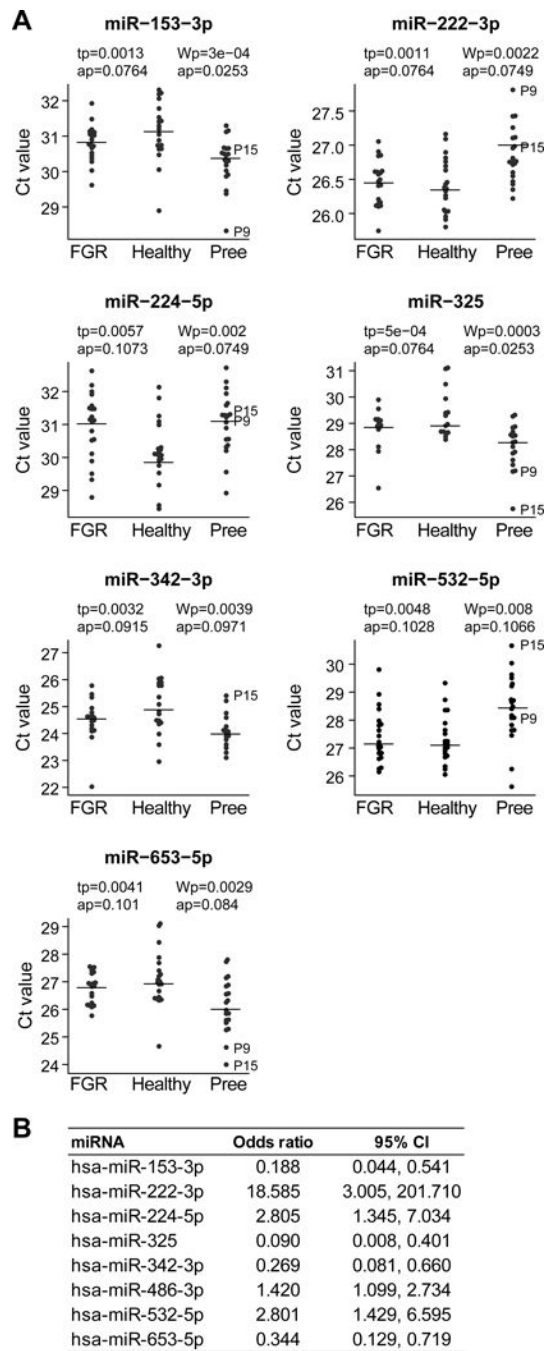 A
miR−153−3p
tp=0.0013 Wp=3e−04
ap=0.0764 ap=0.0253
Ct value
32
31
30
29
P15
P9
FGR Healthy Pree
miR−222−3p
tp=0.0011 Wp=0.0022
ap=0.0764 ap=0.0749
Ct value
27.5
27.0
26.5
26.0
P9
P15
FGR Healthy Pree
miR−224−5p
tp=0.0057 Wp=0.002
ap=0.1073 ap=0.0749
Ct value
32
31
30
29
P15
P9
FGR Healthy Pree
miR−325
tp=5e−04 Wp=0.0003
ap=0.0764 ap=0.0253
Ct value
31
30
29
28
27
26
P9
P15
FGR Healthy Pree
miR−342−3p
tp=0.0032 Wp=0.0039
ap=0.0915 ap=0.0971
Ct value
27
26
25
24
23
22
P15
FGR Healthy Pree
miR−532−5p
tp=0.0048 Wp=0.008
ap=0.1028 ap=0.1066
Ct value
30
29
28
27
26
P15
P9
FGR Healthy Pree
miR−653−5p
tp=0.0041 Wp=0.0029
ap=0.101 ap=0.084
Ct value
29
28
27
26
25
24
P9
P15
FGR Healthy Pree
B
miRNA Odds ratio 95% CI
hsa-miR-153-3p 0.188 0.044, 0.541
hsa-miR-222-3p 18.585 3.005, 201.710
hsa-miR-224-5p 2.805 1.345, 7.034
hsa-miR-325 0.090 0.008, 0.401
hsa-miR-342-3p 0.269 0.081, 0.660
hsa-miR-486-3p 1.420 1.099, 2.734
hsa-miR-532-5p 2.801 1.429, 6.595
hsa-miR-653-5p 0.344 0.129, 0.719